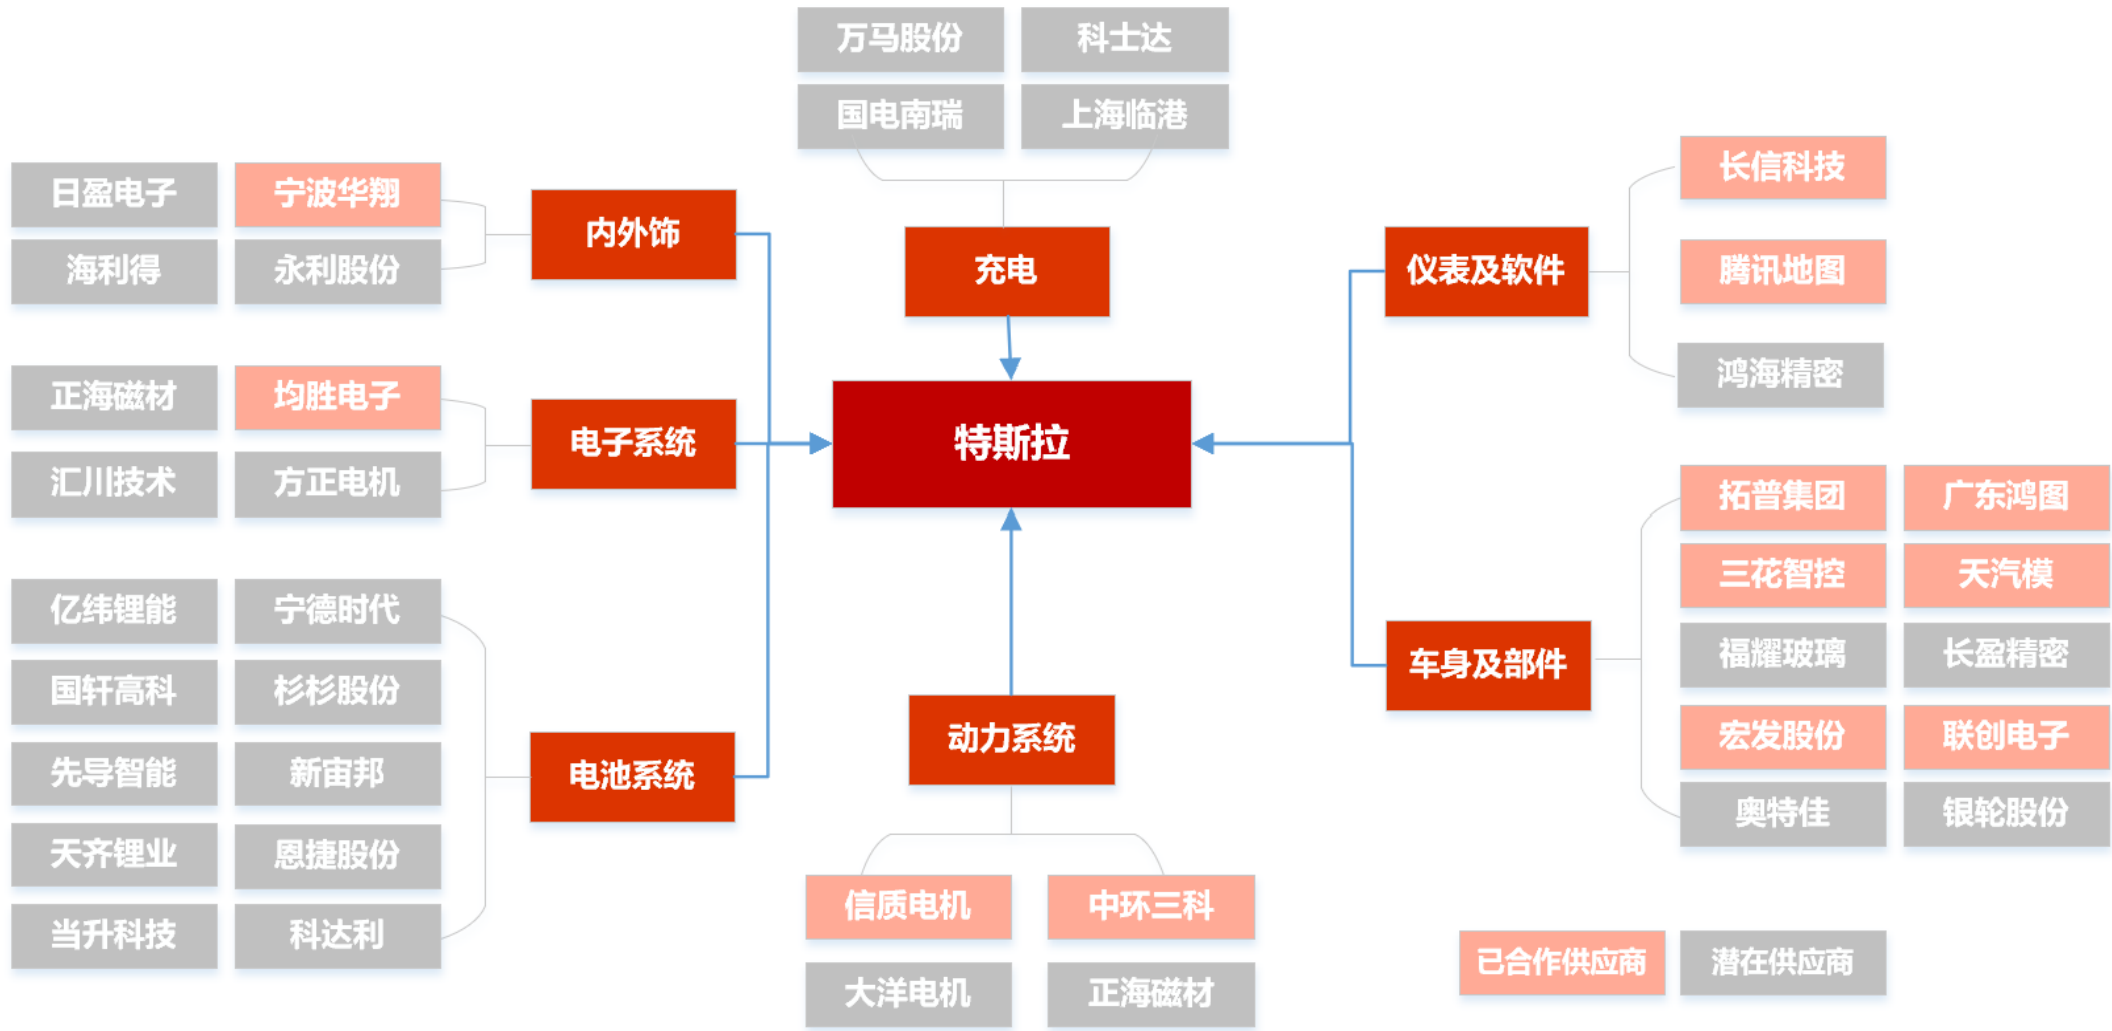 万马股份
科士达
国电南瑞
上海临港
充电
日盈电子
宁波华翔
海利得
永利股份
内外饰
正海磁材
均胜电子
汇川技术
方正电机
电子系统
亿纬锂能
宁德时代
国轩高科
杉杉股份
先导智能
新宙邦
天齐锂业
恩捷股份
当升科技
科达利
电池系统
特斯拉
动力系统
信质电机
中环三科
大洋电机
正海磁材
仪表及软件
长信科技
腾讯地图
鸿海精密
车身及部件
拓普集团
广东鸿图
三花智控
天汽模
福耀玻璃
长盈精密
宏发股份
联创电子
奥特佳
银轮股份
已合作供应商
潜在供应商